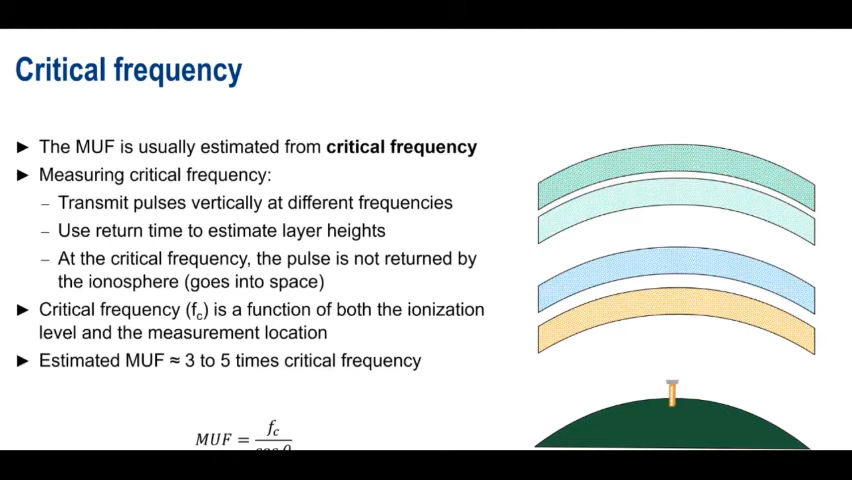 Critical frequency
► The MUF is usually estimated from critical frequency
► Measuring critical frequency:
– Transmit pulses vertically at different frequencies
– Use return time to estimate layer heights
– At the critical frequency, the pulse is not returned by
the ionosphere (goes into space)
► Critical frequency (fc) is a function of both the ionization
level and the measurement location
► Estimated MUF ≈ 3 to 5 times critical frequency
MUF = fc